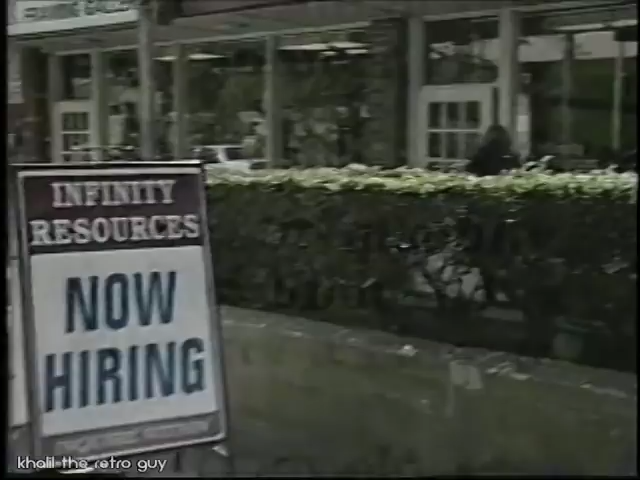 INFINITY
RESOURCES
NOW
HIRING
khalil the retro guy